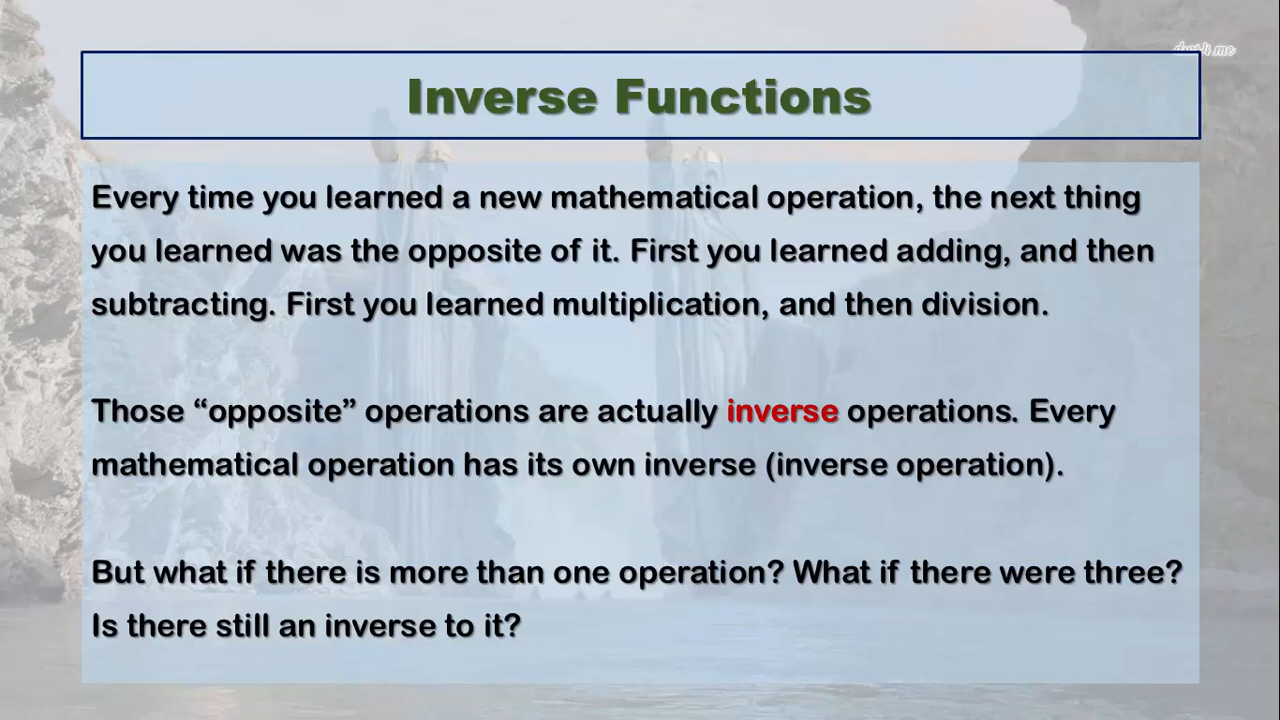 Inverse Functions
Every time you learned a new mathematical operation, the next thing
you learned was the opposite of it. First you learned adding, and then
subtracting. First you learned multiplication, and then division.
Those “opposite” operations are actually inverse operations. Every
mathematical operation has its own inverse (inverse operation).
But what if there is more than one operation? What if there were three?
Is there still an inverse to it?